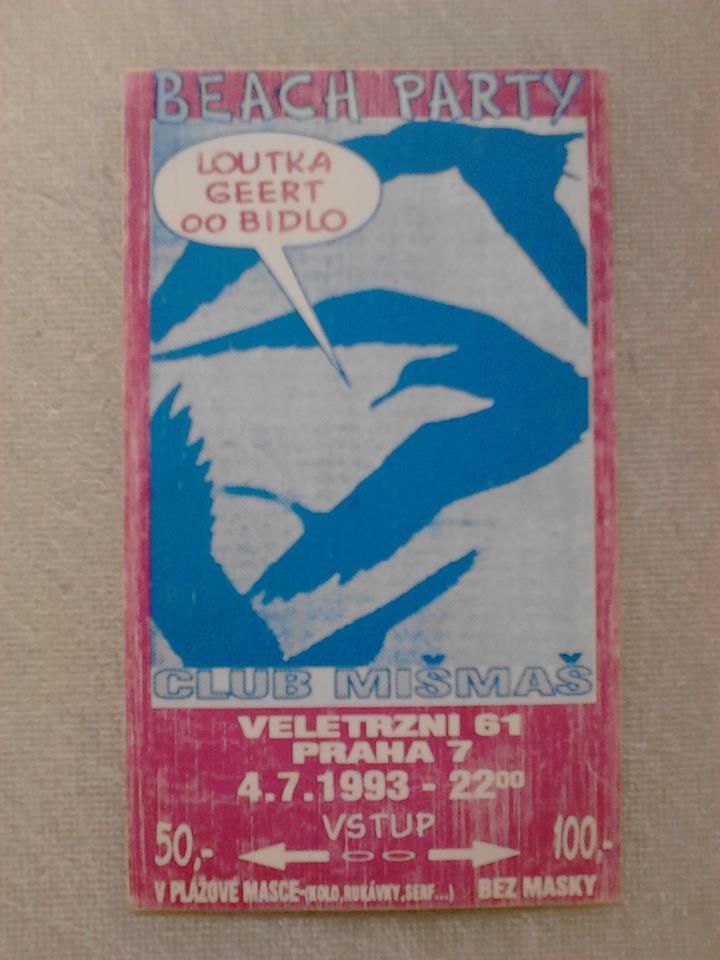 BEACH PARTY
LOUTKA
GEERT
OO BIDLO
CLUB MIŠMAŠ
VELETRZNI 61
PRAHA 7
4.7.1993 - 22⁰⁰
VSTUP
50,- 100,-
V PLÁŽOVÉ MASCE-(KOLO,RUKÁVKY,SERF...) BEZ MASKY